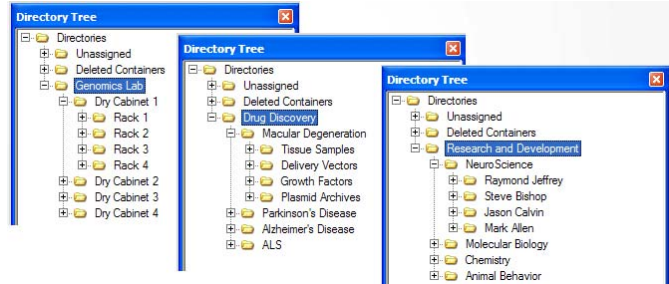 Directory Tree
Directories
Unassigned
Deleted Containers
Genomics Lab
Dry Cabinet 1
Rack 1
Rack 2
Rack 3
Rack 4
Dry Cabinet 2
Dry Cabinet 3
Dry Cabinet 4
Directory Tree
Directories
Unassigned
Deleted Containers
Drug Discovery
Macular Degeneration
Tissue Samples
Delivery Vectors
Growth Factors
Plasmid Archives
Parkinson's Disease
Alzheimer's Disease
ALS
Directory Tree
Directories
Unassigned
Deleted Containers
Research and Development
NeuroScience
Raymond Jeffrey
Steve Bishop
Jason Calvin
Mark Allen
Molecular Biology
Chemistry
Animal Behavior